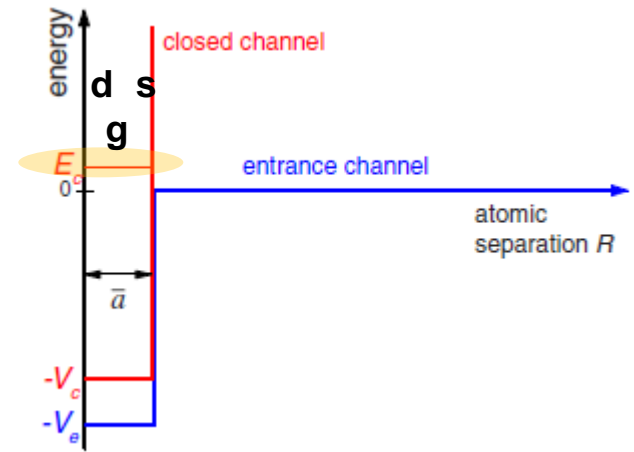 energy
closed channel
d s
g
E_c
entrance channel
0
atomic
separation R
ā
-V_c
-V_e